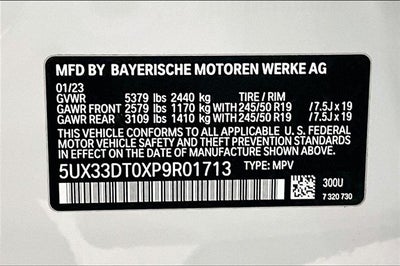 MFD BY BAYERISCHE MOTOREN WERKE AG
01/23
GVWR 5379 lbs 2440 kg TIRE / RIM
GAWR FRONT 2579 lbs 1170 kg WITH 245/50 R19 / 7.5J x 19
GAWR REAR 3109 lbs 1410 kg WITH 245/50 R19 / 7.5J x 19
THIS VEHICLE CONFORMS TO ALL APPLICABLE U.S. FEDERAL
MOTOR VEHICLE SAFETY, BUMPER, AND THEFT PREVENTION STANDARDS
IN EFFECT ON THE DATE OF MANUFACTURE SHOWN ABOVE.
5UX33DT0XP9R01713 TYPE: MPV
300U
7 320 730